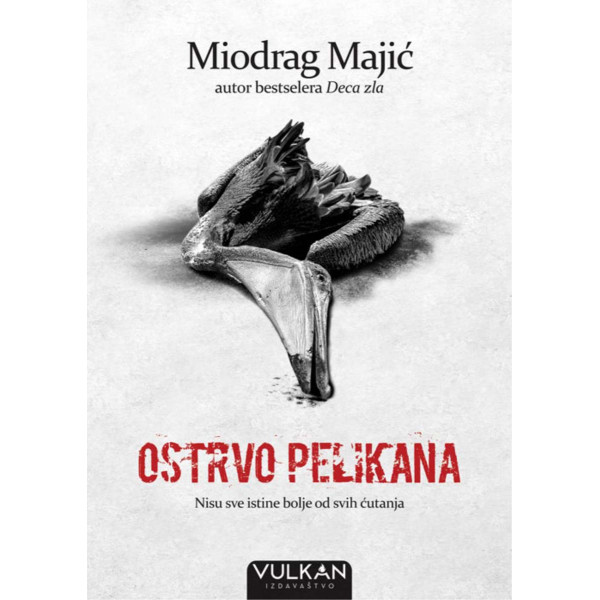 Miodrag Majić
autor bestselera Deca zla
OSTRVO PELIKANA
Nisu sve istine bolje od svih ćutanja
VULKAN
IZDAVAŠTVO